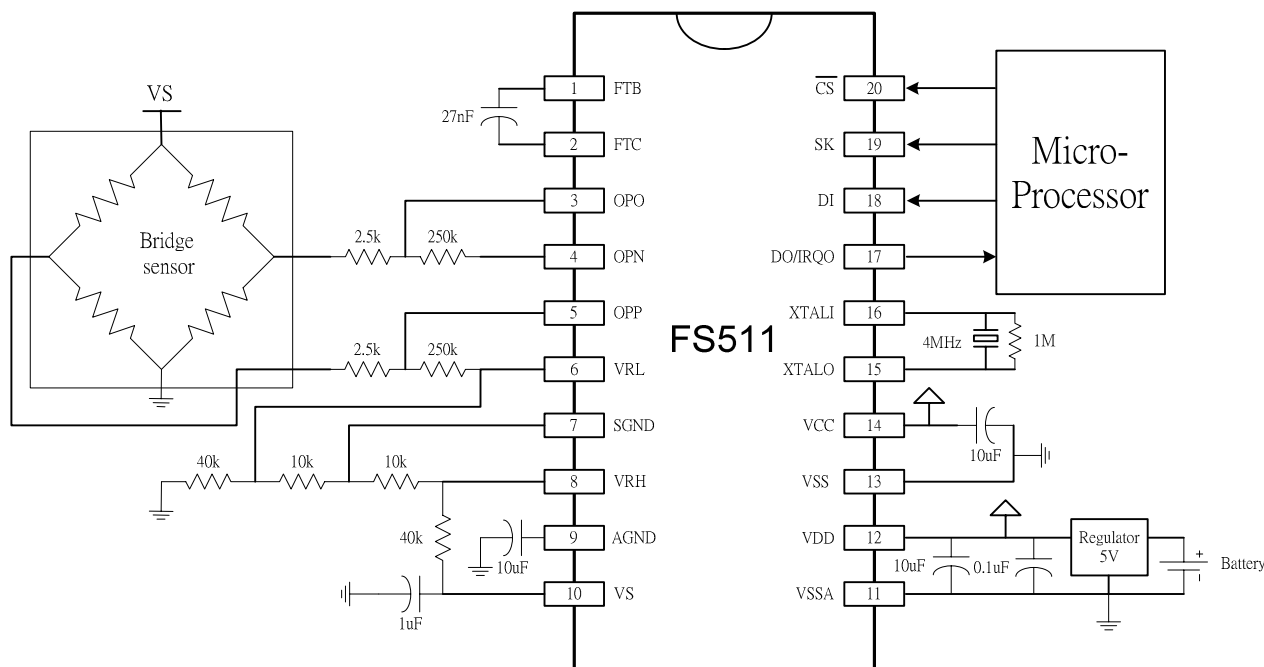 VS
Bridge
sensor
27nF
2.5k
250k
2.5k
250k
40k
10k
10k
40k
10uF
1uF
1
FTB
2
FTC
3
OPO
4
OPN
5
OPP
6
VRL
7
SGND
8
VRH
9
AGND
10
VS
FS511
CS
20
SK
19
DI
18
DO/IRQO
17
XTALI
16
XTALO
15
VCC
14
VSS
13
VDD
12
VSSA
11
Micro-
Processor
4MHz
1M
10uF
10uF
0.1uF
Regulator
5V
+
-
Battery